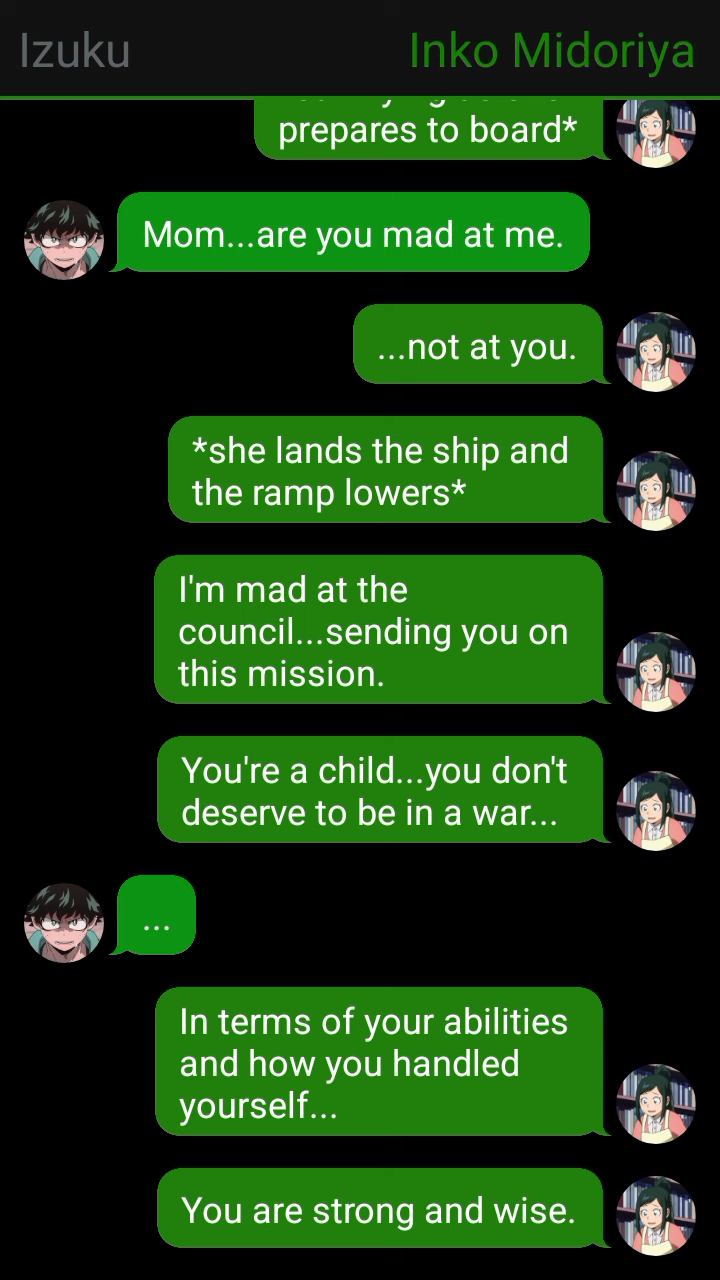 Izuku
Inko Midoriya
prepares to board*
Mom...are you mad at me.
...not at you.
*she lands the ship and
the ramp lowers*
I'm mad at the
council...sending you on
this mission.
You're a child...you don't
deserve to be in a war...
...
In terms of your abilities
and how you handled
yourself...
You are strong and wise.